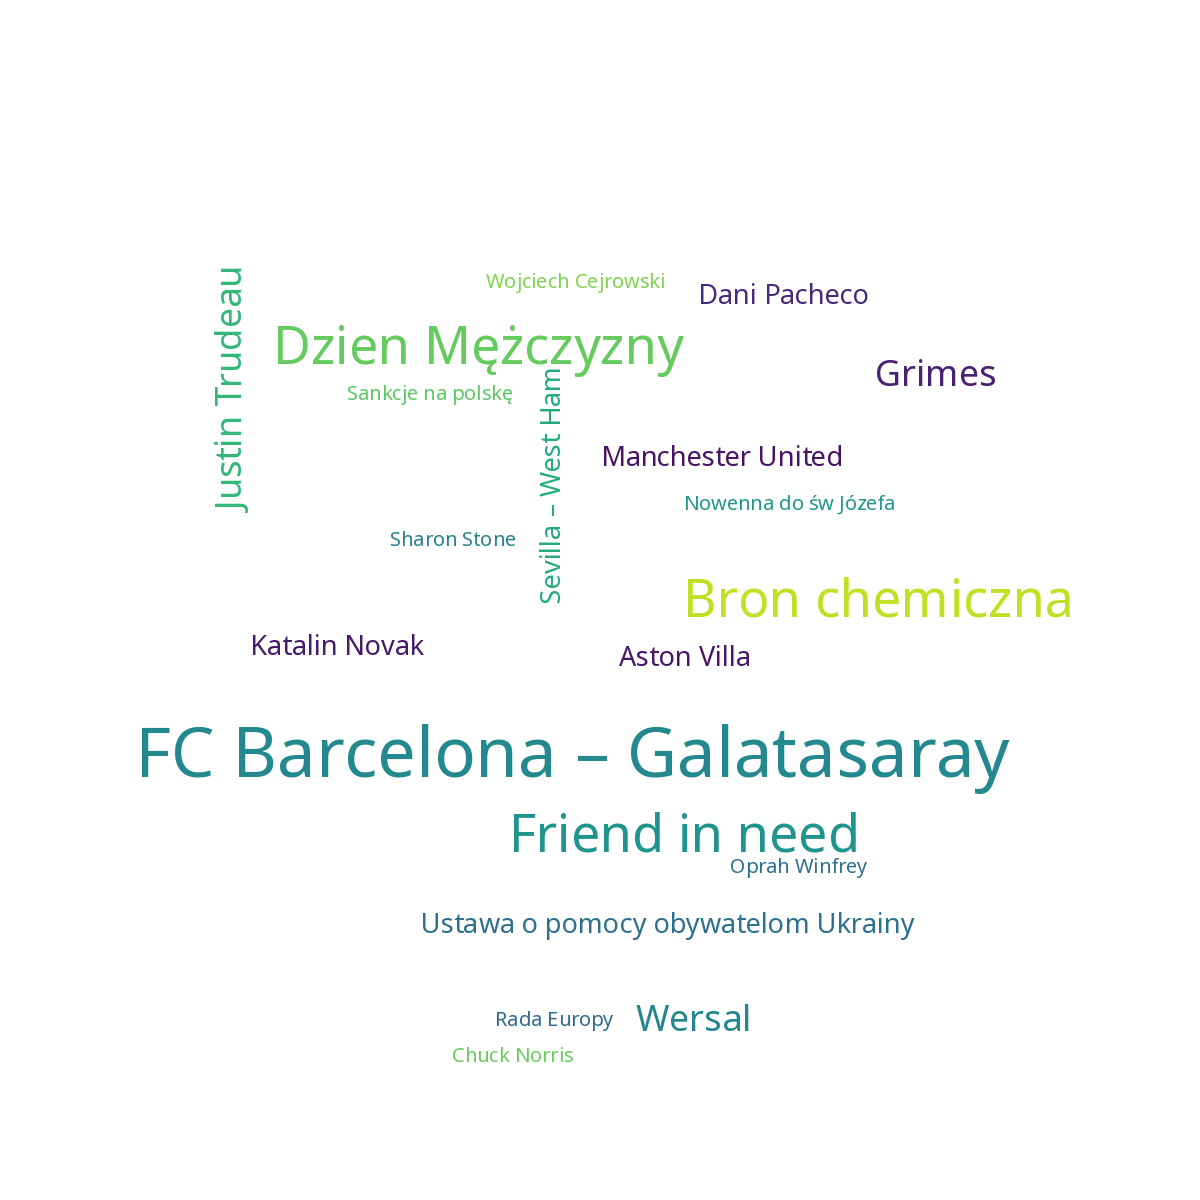 Wojciech Cejrowski
Dani Pacheco
Justin Trudeau
Dzien Mężczyzny
Grimes
Sankcje na polskę
Sevilla – West Ham
Manchester United
Nowenna do św Józefa
Sharon Stone
Bron chemiczna
Katalin Novak
Aston Villa
FC Barcelona – Galatasaray
Friend in need
Oprah Winfrey
Ustawa o pomocy obywatelom Ukrainy
Rada Europy
Wersal
Chuck Norris